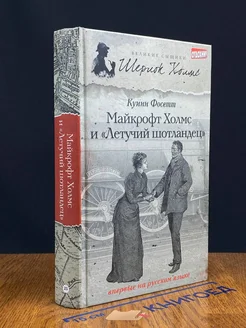 ВЕЛИКИЕ СЫЩИКИ
Шерлок Холмс
Куинн Фосетт
Майкрофт Холмс
и «Летучий шотландец»
впервые на русском языке
Майкрофт Холмс
и «Летучий шотландец»